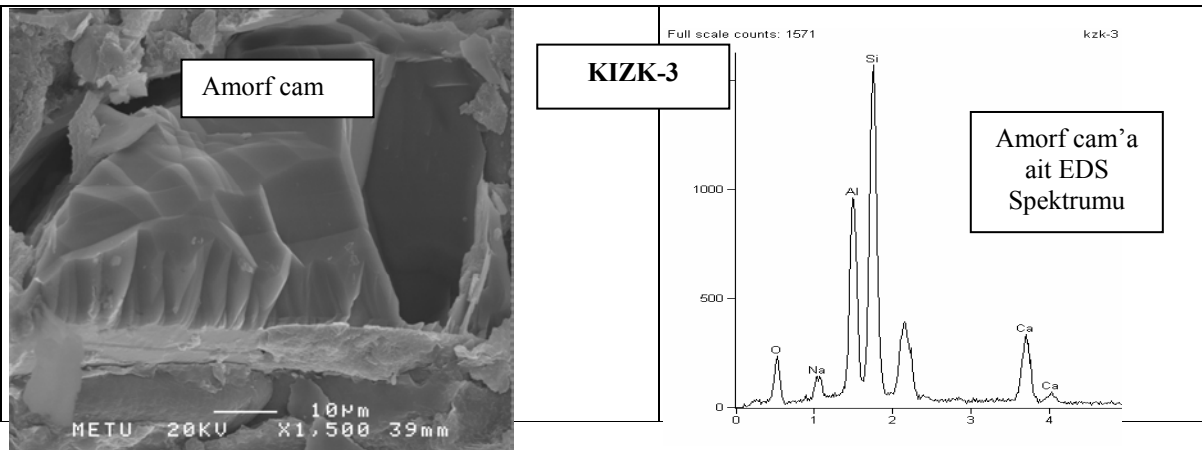 Amorf cam
METU 20KV X1,500 10µm 39mm
KIZK-3
Full scale counts: 1571
kzk-3
Si
Al
O
Na
Ca
Ca
1000
500
0
0 1 2 3 4
Amorf cam’a
ait EDS
Spektrumu